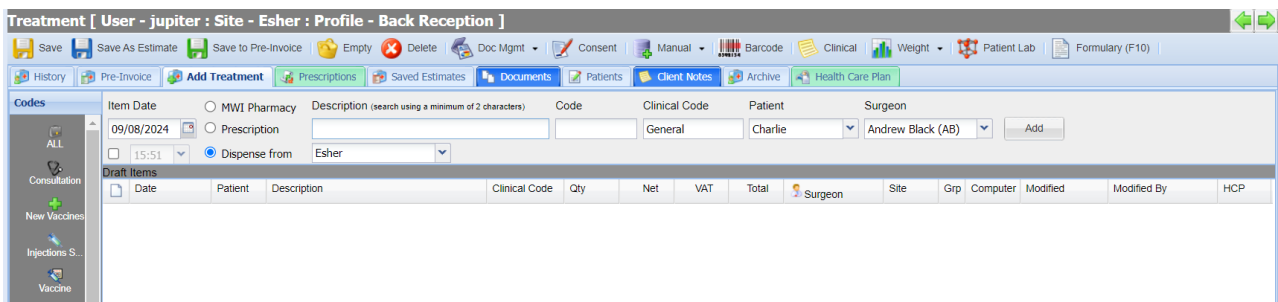 Treatment [ User - jupiter : Site - Esher : Profile - Back Reception ]
Save Save As Estimate Save to Pre-Invoice Empty Delete Doc Mgmt Consent Manual Barcode Clinical Weight Patient Lab Formulary (F10)
History Pre-Invoice Add Treatment Prescriptions Saved Estimates Documents Patients Client Notes Archive Health Care Plan
Codes
Item Date MWI Pharmacy Description (search using a minimum of 2 characters) Code Clinical Code Patient Surgeon
09/08/2024 Prescription General Charlie Andrew Black (AB) Add
15:51 Dispense from Esher
Draft Items
Date Patient Description Clinical Code Qty Net VAT Total Surgeon Site Grp Computer Modified Modified By HCP
ALL
Consultation
New Vaccines
Injections S...
Vaccine